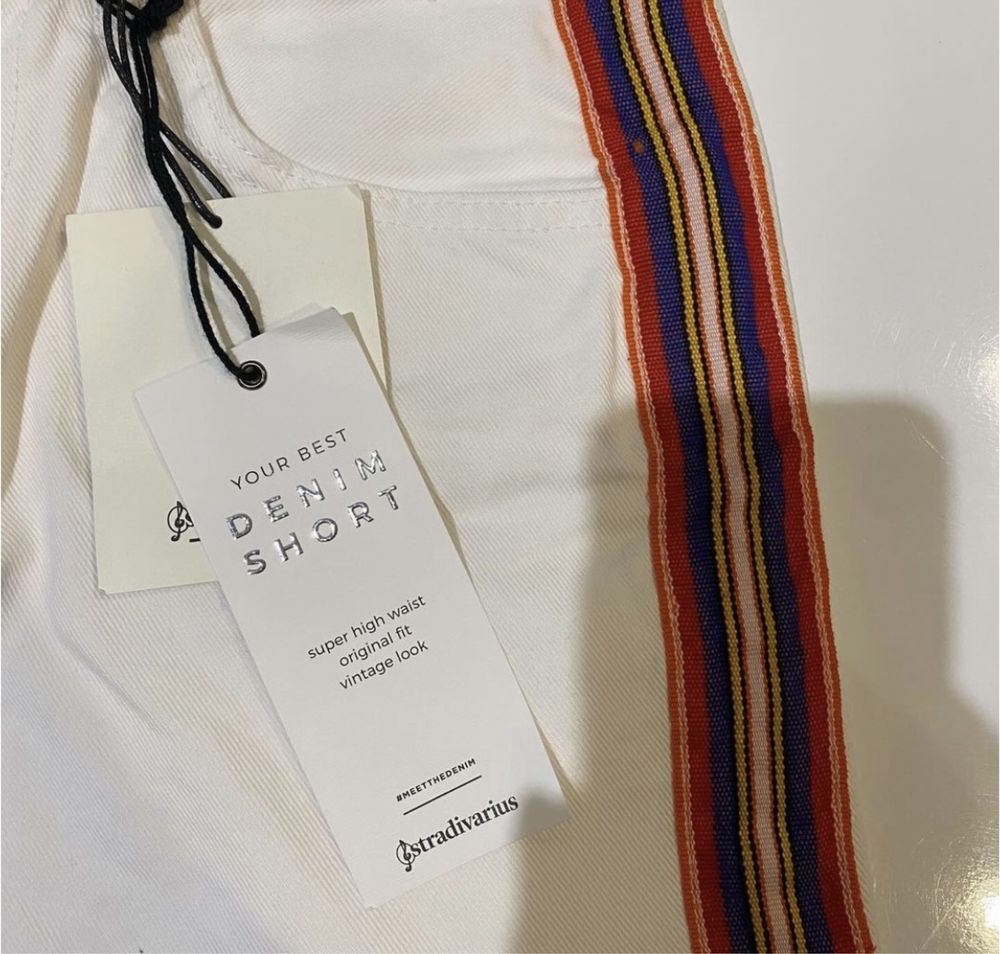 YOUR BEST
DENIM
SHORT
super high waist
original fit
vintage look
#MEETTHEDENIM
stradivarius